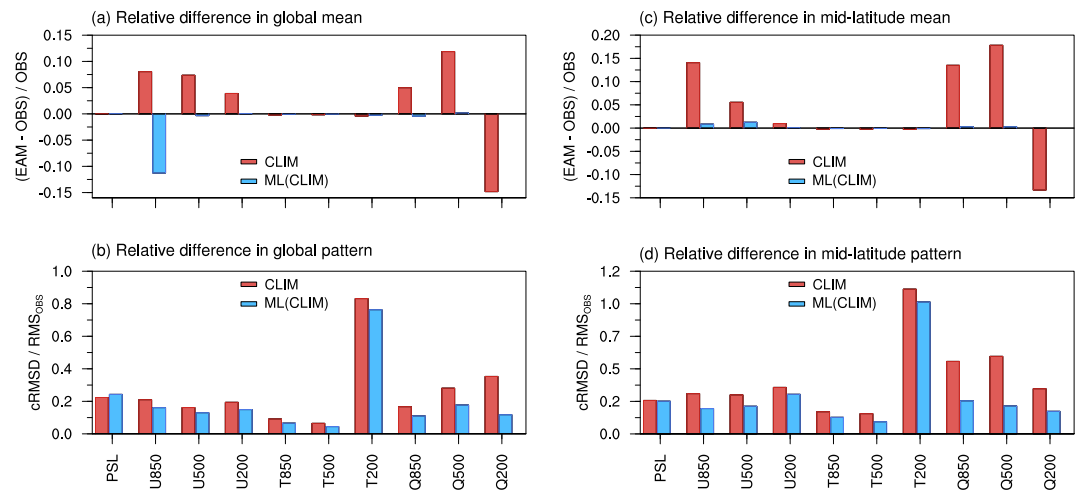 (a) Relative difference in global mean
(EAM - OBS) / OBS
0.15
0.10
0.05
0.00
-0.05
-0.10
-0.15
CLIM
ML(CLIM)
(c) Relative difference in mid-latitude mean
(EAM - OBS) / OBS
0.20
0.15
0.10
0.05
0.00
-0.05
-0.10
-0.15
CLIM
ML(CLIM)
(b) Relative difference in global pattern
cRMSD / RMSOBS
1.0
0.8
0.6
0.4
0.2
0.0
CLIM
ML(CLIM)
PSL
U850
U500
U200
T850
T500
T200
Q850
Q500
Q200
(d) Relative difference in mid-latitude pattern
cRMSD / RMSOBS
1.2
1.0
0.7
0.5
0.2
0.0
CLIM
ML(CLIM)
PSL
U850
U500
U200
T850
T500
T200
Q850
Q500
Q200